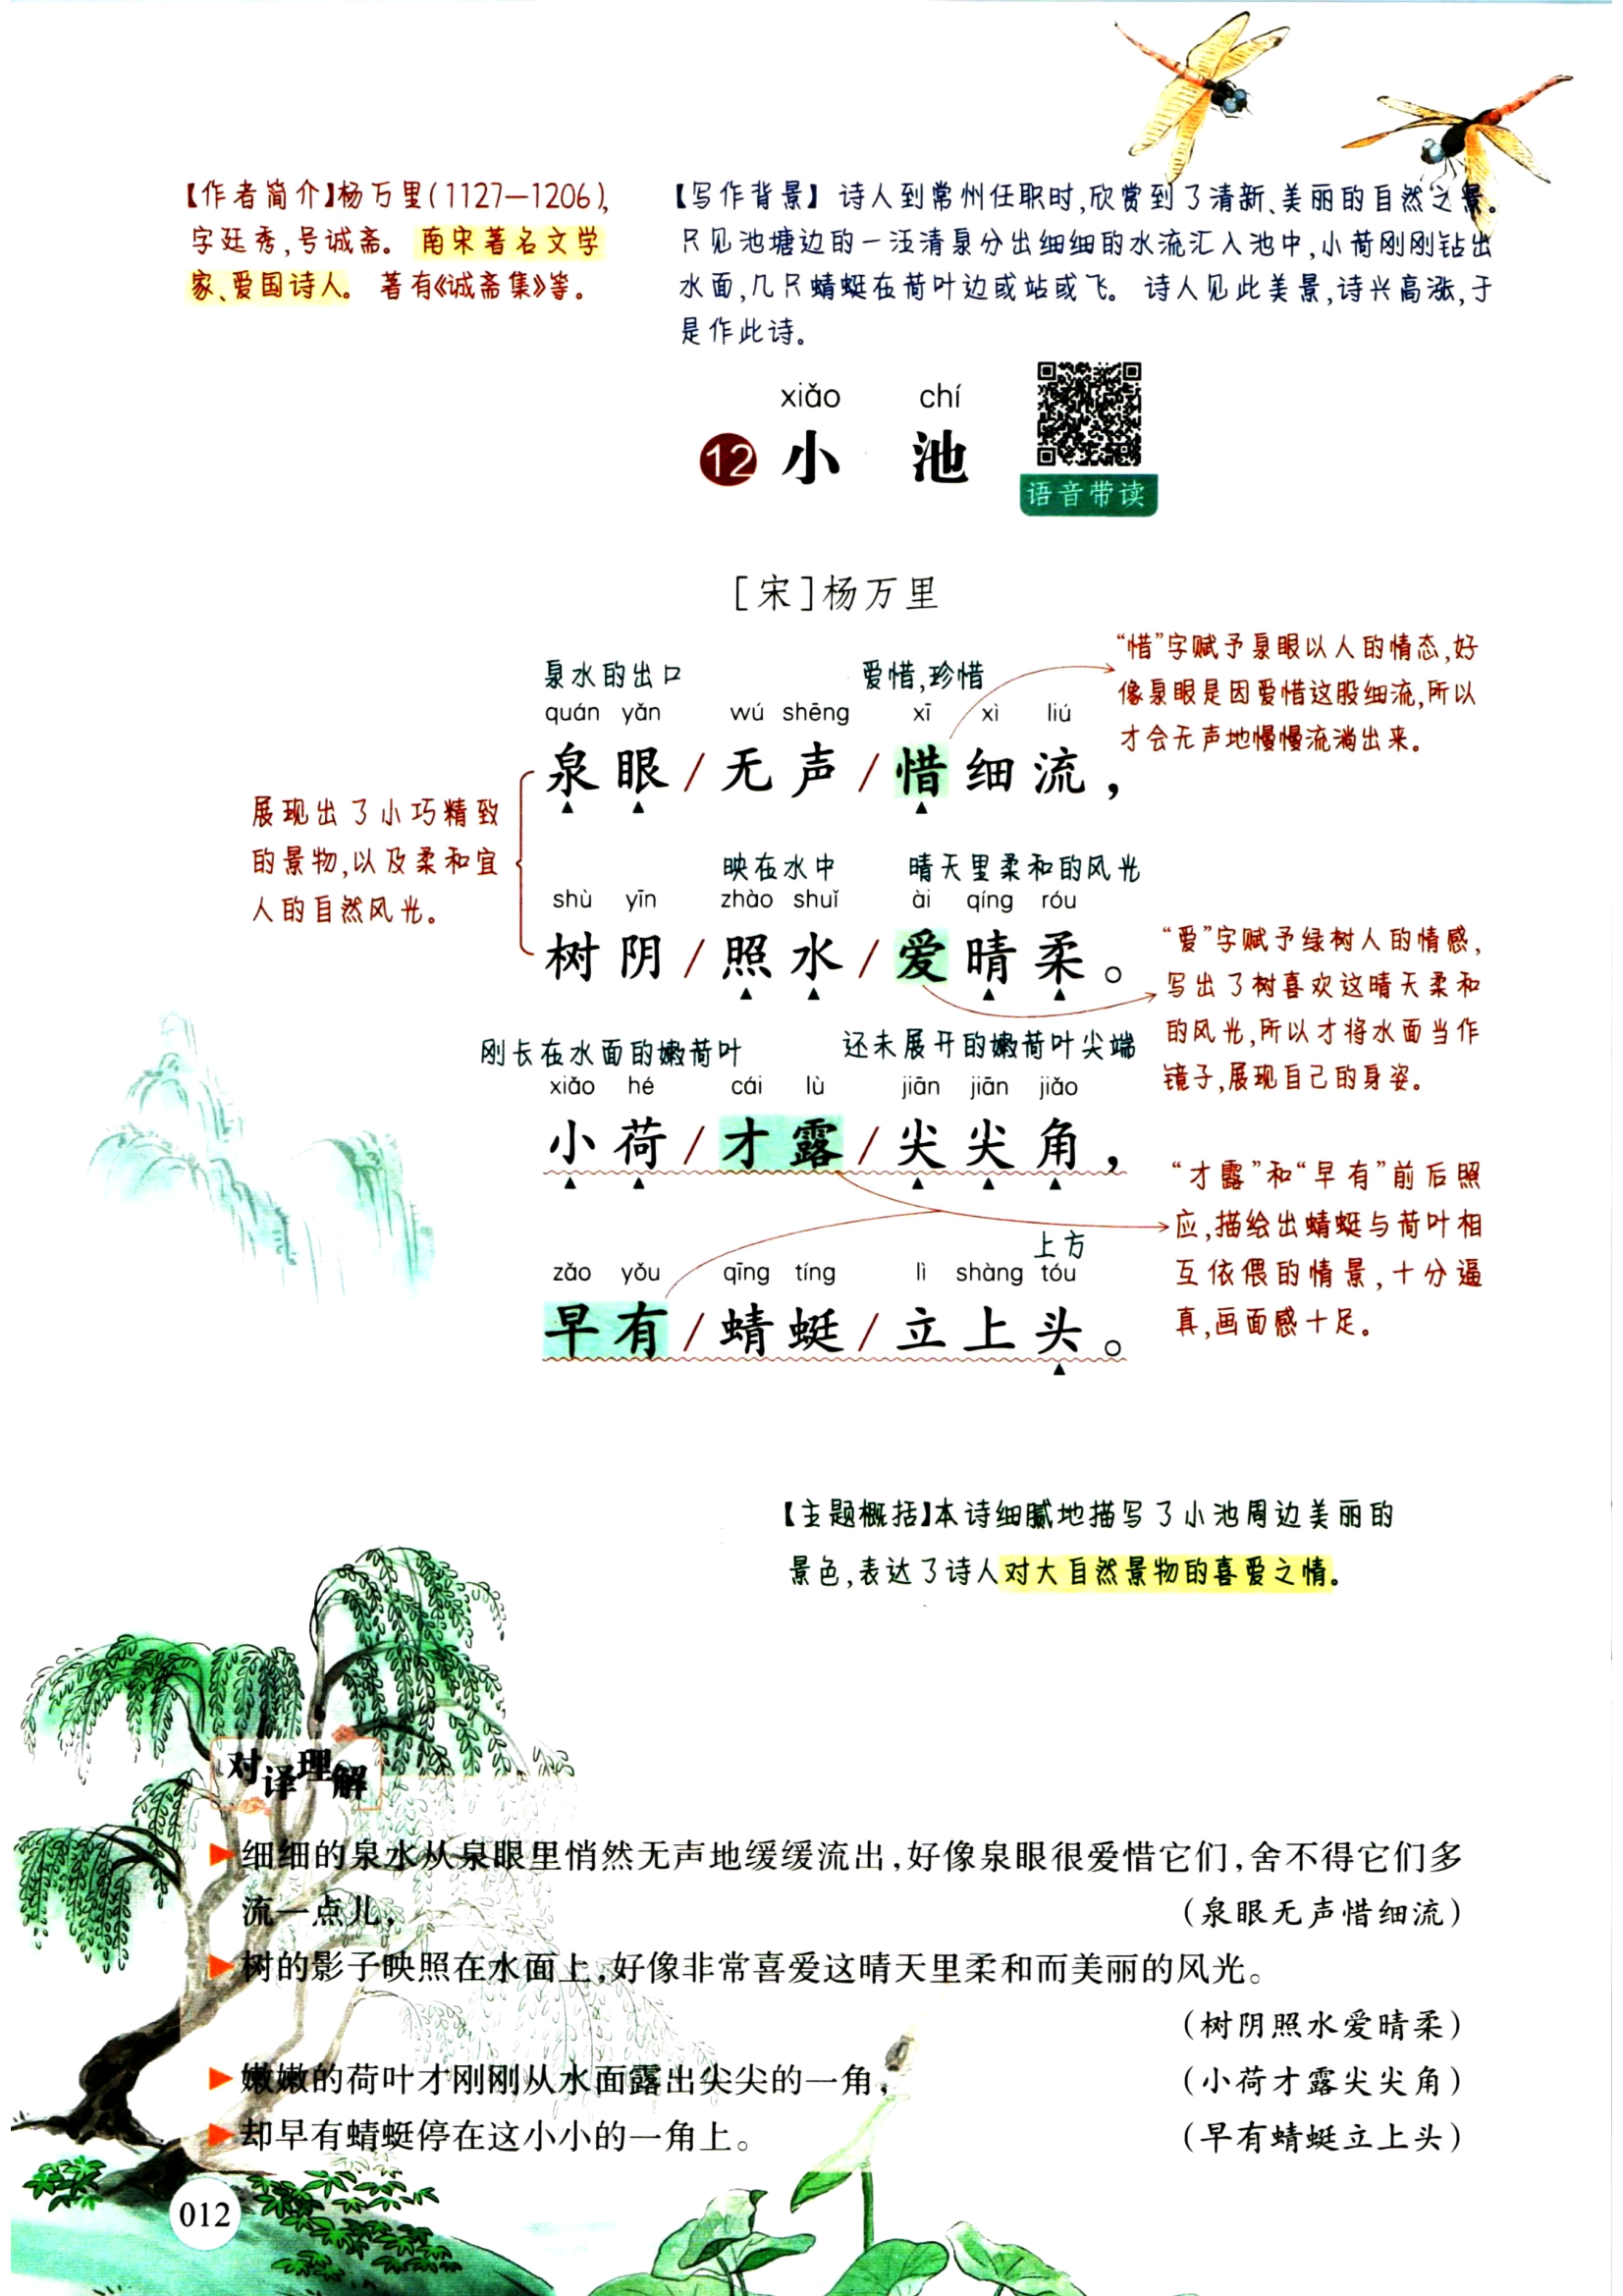 【作者简介】杨万里(1127—1206),
字廷秀,号诚斋。南宋著名文学
家、爱国诗人。著有《诚斋集》等。
【写作背景】诗人到常州任职时,欣赏到了清新、美丽的自然之景。
只见池塘边的一汪清泉分出细细的水流汇入池中,小荷刚刚钻出
水面,几只蜻蜓在荷叶边或站或飞。诗人见此美景,诗兴高涨,于
是作此诗。
xiǎo chí
12 小 池
语音带读
[宋]杨万里
泉水的出口 爱惜,珍惜
quán yǎn wú shēng xī xì liú
泉眼/无声/惜细流,
“惜”字赋予泉眼以人的情态,好
像泉眼是因爱惜这股细流,所以
才会无声地慢慢流淌出来。
展现出了小巧精致
的景物,以及柔和宜
人的自然风光。
映在水中 晴天里柔和的风光
shù yīn zhào shuǐ ài qíng róu
树阴/照水/爱晴柔。
“爱”字赋予绿树人的情感,
写出了树喜欢这晴天柔和
的风光,所以才将水面当作
镜子,展现自己的身姿。
刚长在水面的嫩荷叶 还未展开的嫩荷叶尖端
xiǎo hé cái lù jiān jiān jiǎo
小荷/才露/尖尖角,
“才露”和“早有”前后照
应,描绘出蜻蜓与荷叶相
互依偎的情景,十分逼
真,画面感十足。
上方
zǎo yǒu qīng tíng lì shàng tóu
早有/蜻蜓/立上头。
【主题概括】本诗细腻地描写了小池周边美丽的
景色,表达了诗人对大自然景物的喜爱之情。
对译理解
细细的泉水从泉眼里悄然无声地缓缓流出,好像泉眼很爱惜它们,舍不得它们多
流一点儿, (泉眼无声惜细流)
树的影子映照在水面上,好像非常喜爱这晴天里柔和而美丽的风光。
(树阴照水爱晴柔)
嫩嫩的荷叶才刚刚从水面露出尖尖的一角, (小荷才露尖尖角)
却早有蜻蜓停在这小小的一角上。 (早有蜻蜓立上头)
012